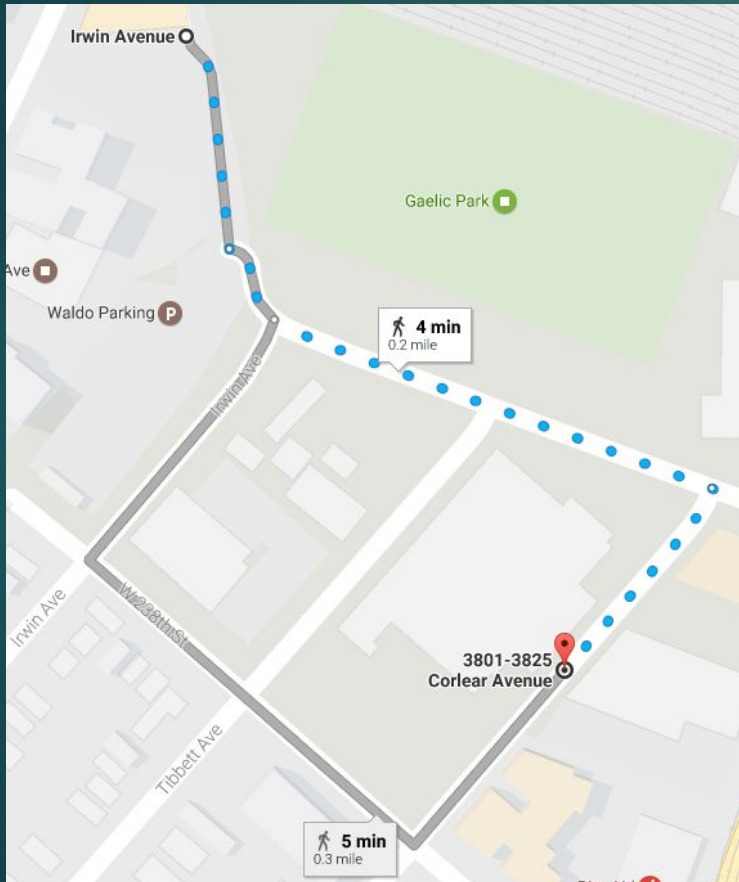 Irwin Avenue
Gaelic Park
Ave
Waldo Parking
P
4 min
0.2 mile
Irwin Ave
Irwin Ave
W 238th St
3801-3825
Corlear Avenue
Tibbett Ave
5 min
0.3 mile